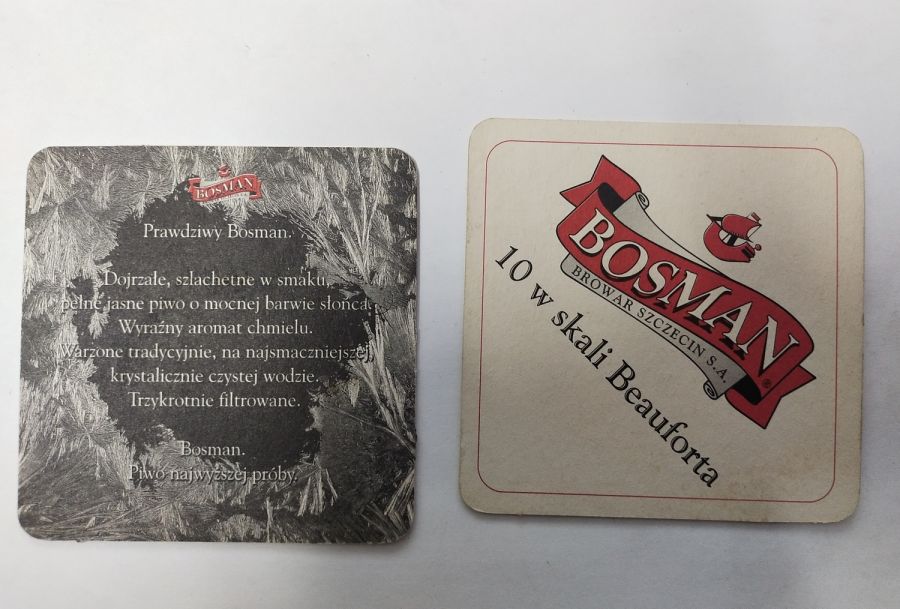 BOSMAN
Prawdziwy Bosman.
Dojrzałe, szlachetne w smaku,
pełne jasne piwo o mocnej barwie słońca.
Wyraźny aromat chmielu.
Warzone tradycyjnie, na najsmaczniejszej,
krystalicznie czystej wodzie.
Trzykrotnie filtrowane.
Bosman.
Piwo najwyższej próby.
BOSMAN
®
BROWAR SZCZECIN S.A.
10 w skali Beauforta